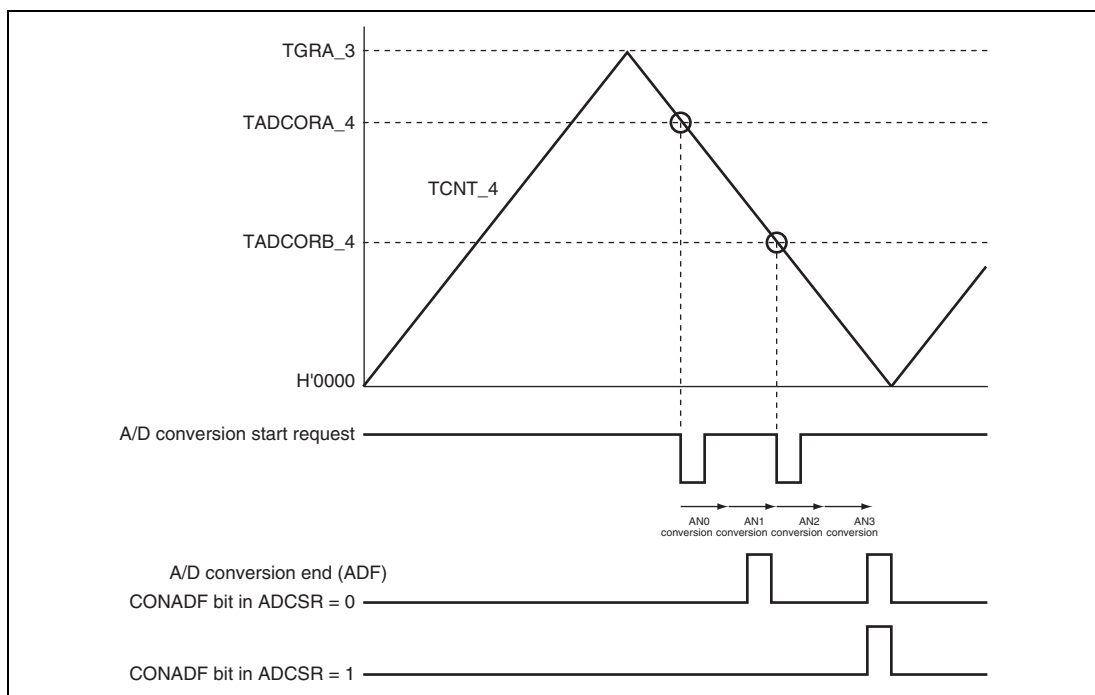 TGRA_3
TADCORA_4
TCNT_4
TADCORB_4
H'0000
A/D conversion start request
AN0 AN1 AN2 AN3
conversion conversion conversion conversion
A/D conversion end (ADF)
CONADF bit in ADCSR = 0
CONADF bit in ADCSR = 1